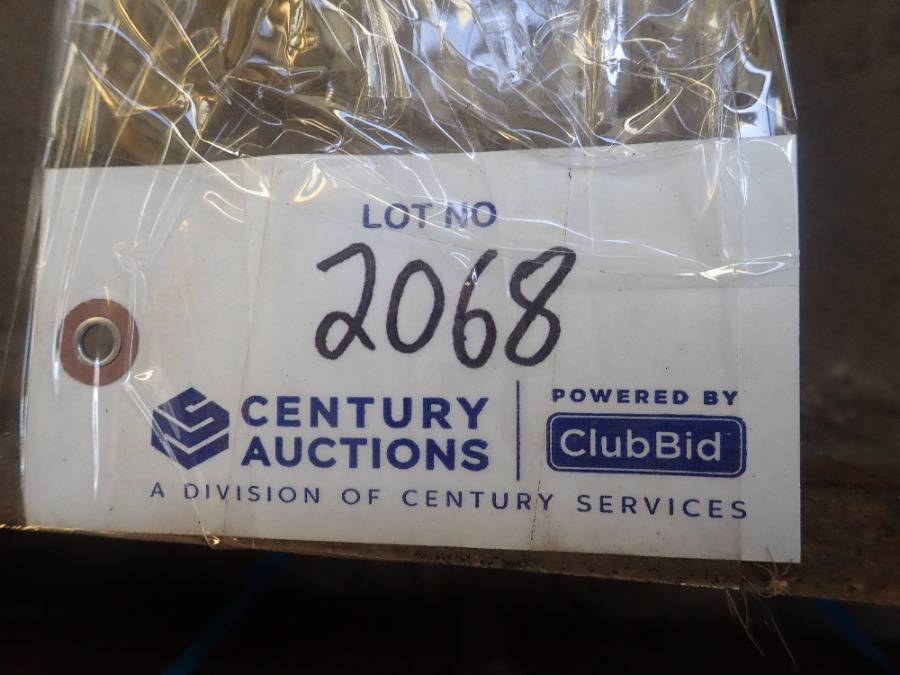 LOT NO
2068
CENTURY
AUCTIONS
POWERED BY
ClubBid
A DIVISION OF CENTURY SERVICES